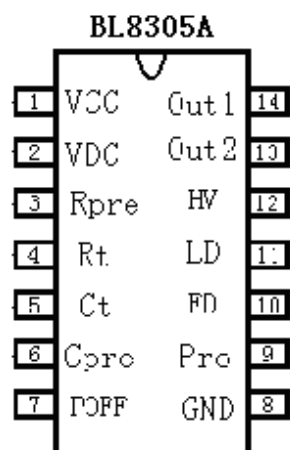 BL8305A
1 VCC Out1 14
2 VDC Out2 13
3 Rpre HV 12
4 Rt LD 11
5 Ct FD 10
6 Cpro Pro 9
7 DOFF GND 8